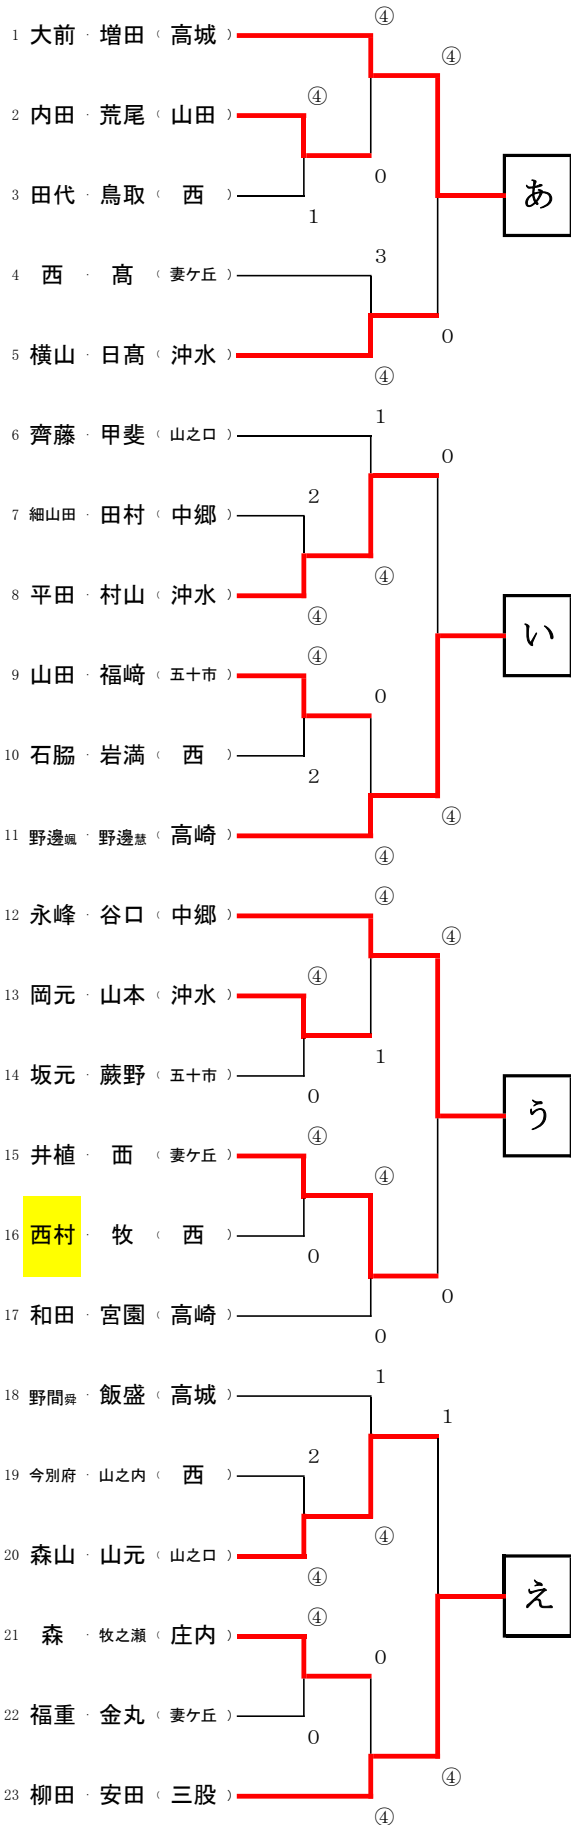 ④
1 大前 · 増田 ( 高城 )
④
④
2 内田 · 荒尾 ( 山田 )
0
あ
3 田代 · 鳥取 ( 西 )
1
3
4 西 · 髙 ( 妻ケ丘 )
0
5 横山 · 日髙 ( 沖水 )
④
1
6 齊藤 · 甲斐 ( 山之口 )
0
2
7 細山田 · 田村 ( 中郷 )
④
8 平田 · 村山 ( 沖水 )
④
い
④
9 山田 · 福﨑 ( 五十市 )
0
10 石脇 · 岩満 ( 西 )
2
④
11 野邊颯 · 野邊慧 ( 高崎 )
④
④
12 永峰 · 谷口 ( 中郷 )
④
④
13 岡元 · 山本 ( 沖水 )
1
14 坂元 · 蕨野 ( 五十市 )
0
う
④
15 井植 · 西 ( 妻ケ丘 )
④
16 西村 · 牧 ( 西 )
0
0
17 和田 · 宮園 ( 高崎 )
0
1
18 野間舜 · 飯盛 ( 高城 )
1
2
19 今別府 · 山之内 ( 西 )
④
20 森山 · 山元 ( 山之口 )
④
え
④
21 森 · 牧之瀬 ( 庄内 )
0
22 福重 · 金丸 ( 妻ケ丘 )
0
④
23 柳田 · 安田 ( 三股 )
④